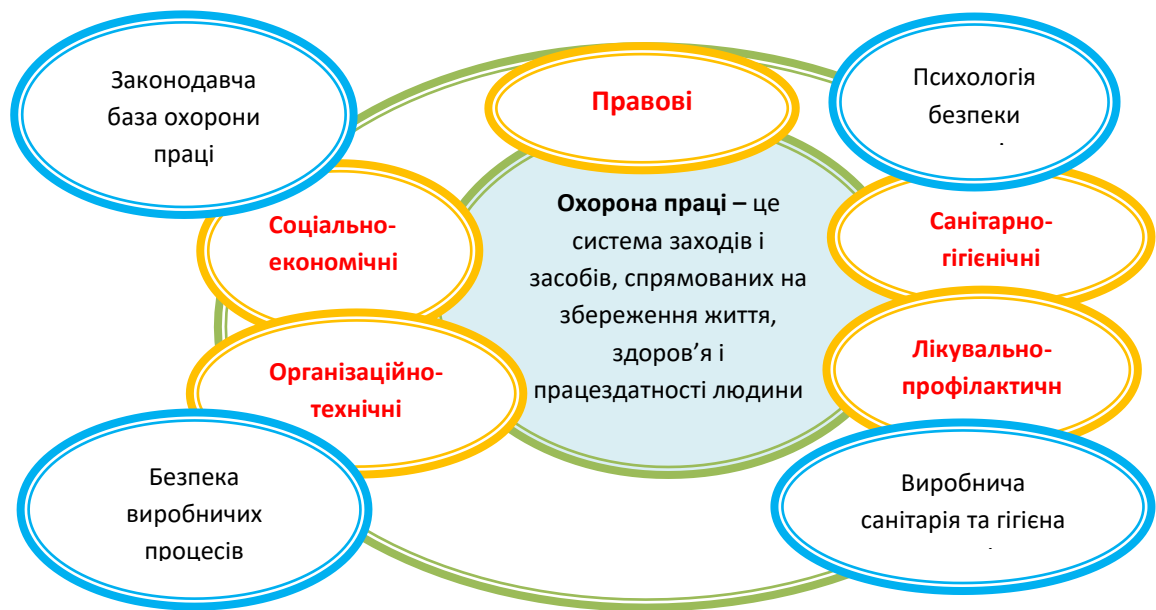 Законодавча
база охорони
праці
Правові
Психологія
безпеки
Соціально-
економічні
Охорона праці – це
система заходів і
засобів, спрямованих на
збереження життя,
здоров’я і
працездатності людини
Санітарно-
гігієнічні
Організаційно-
технічні
Лікувально-
профілактичн
Безпека
виробничих
процесів
Виробнича
санітарія та гігієна